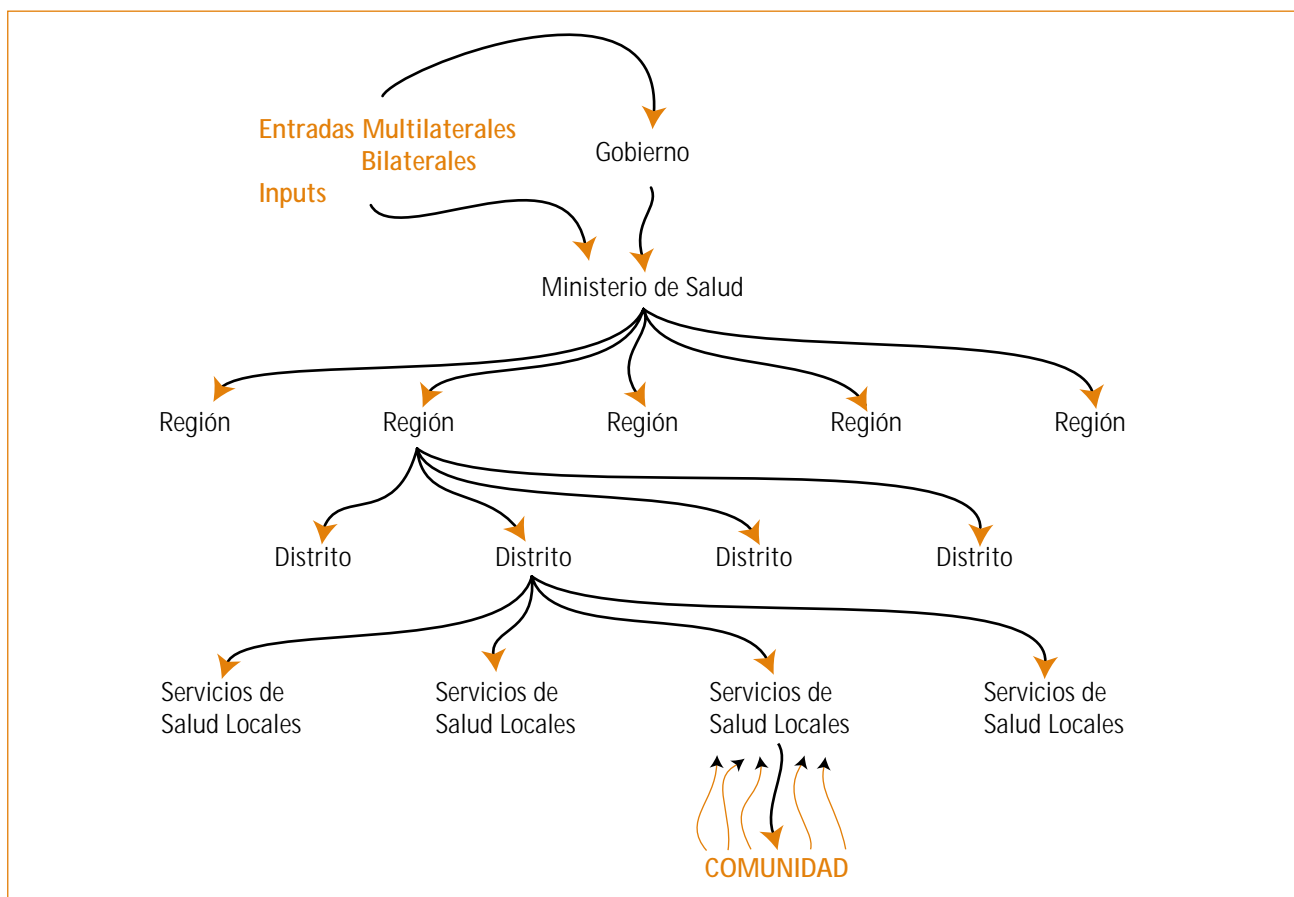 Entradas Multilaterales
Bilaterales
Inputs
Gobierno
Ministerio de Salud
Región Región Región Región Región
Distrito Distrito Distrito Distrito
Servicios de
Salud Locales
Servicios de
Salud Locales
Servicios de
Salud Locales
Servicios de
Salud Locales
COMUNIDAD